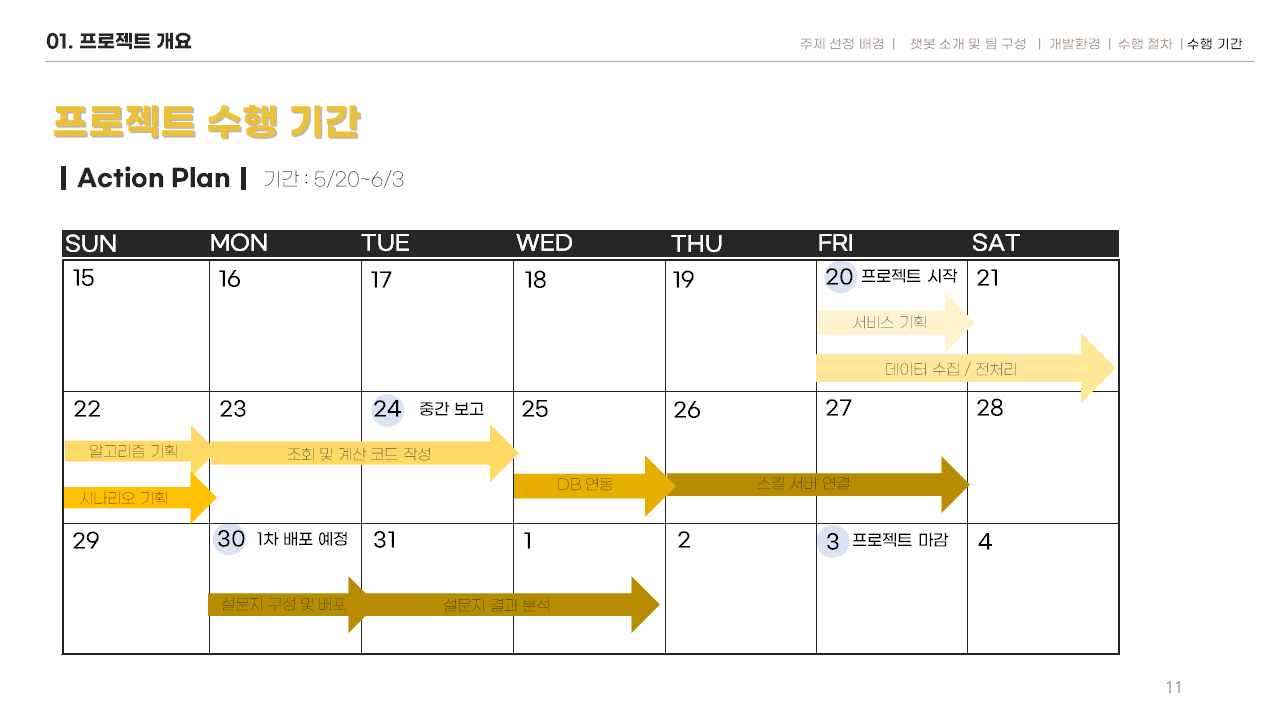 01. 프로젝트 개요
주제 선정 배경 | 챗봇 소개 및 팀 구성 | 개발환경 | 수행 절차 | 수행 기간
프로젝트 수행 기간
| Action Plan | 기간 : 5/20~6/3
SUN MON TUE WED THU FRI SAT
15 16 17 18 19 20 프로젝트 시작 21
서비스 기획
데이터 수집 / 전처리
22 23 24 중간 보고 25 26 27 28
알고리즘 기획 조회 및 계산 코드 작성
시나리오 기획 DB 연동 스킬 서버 연결
29 30 1차 배포 예정 31 1 2 3 프로젝트 마감 4
설문지 구성 및 배포 설문지 결과 분석
11